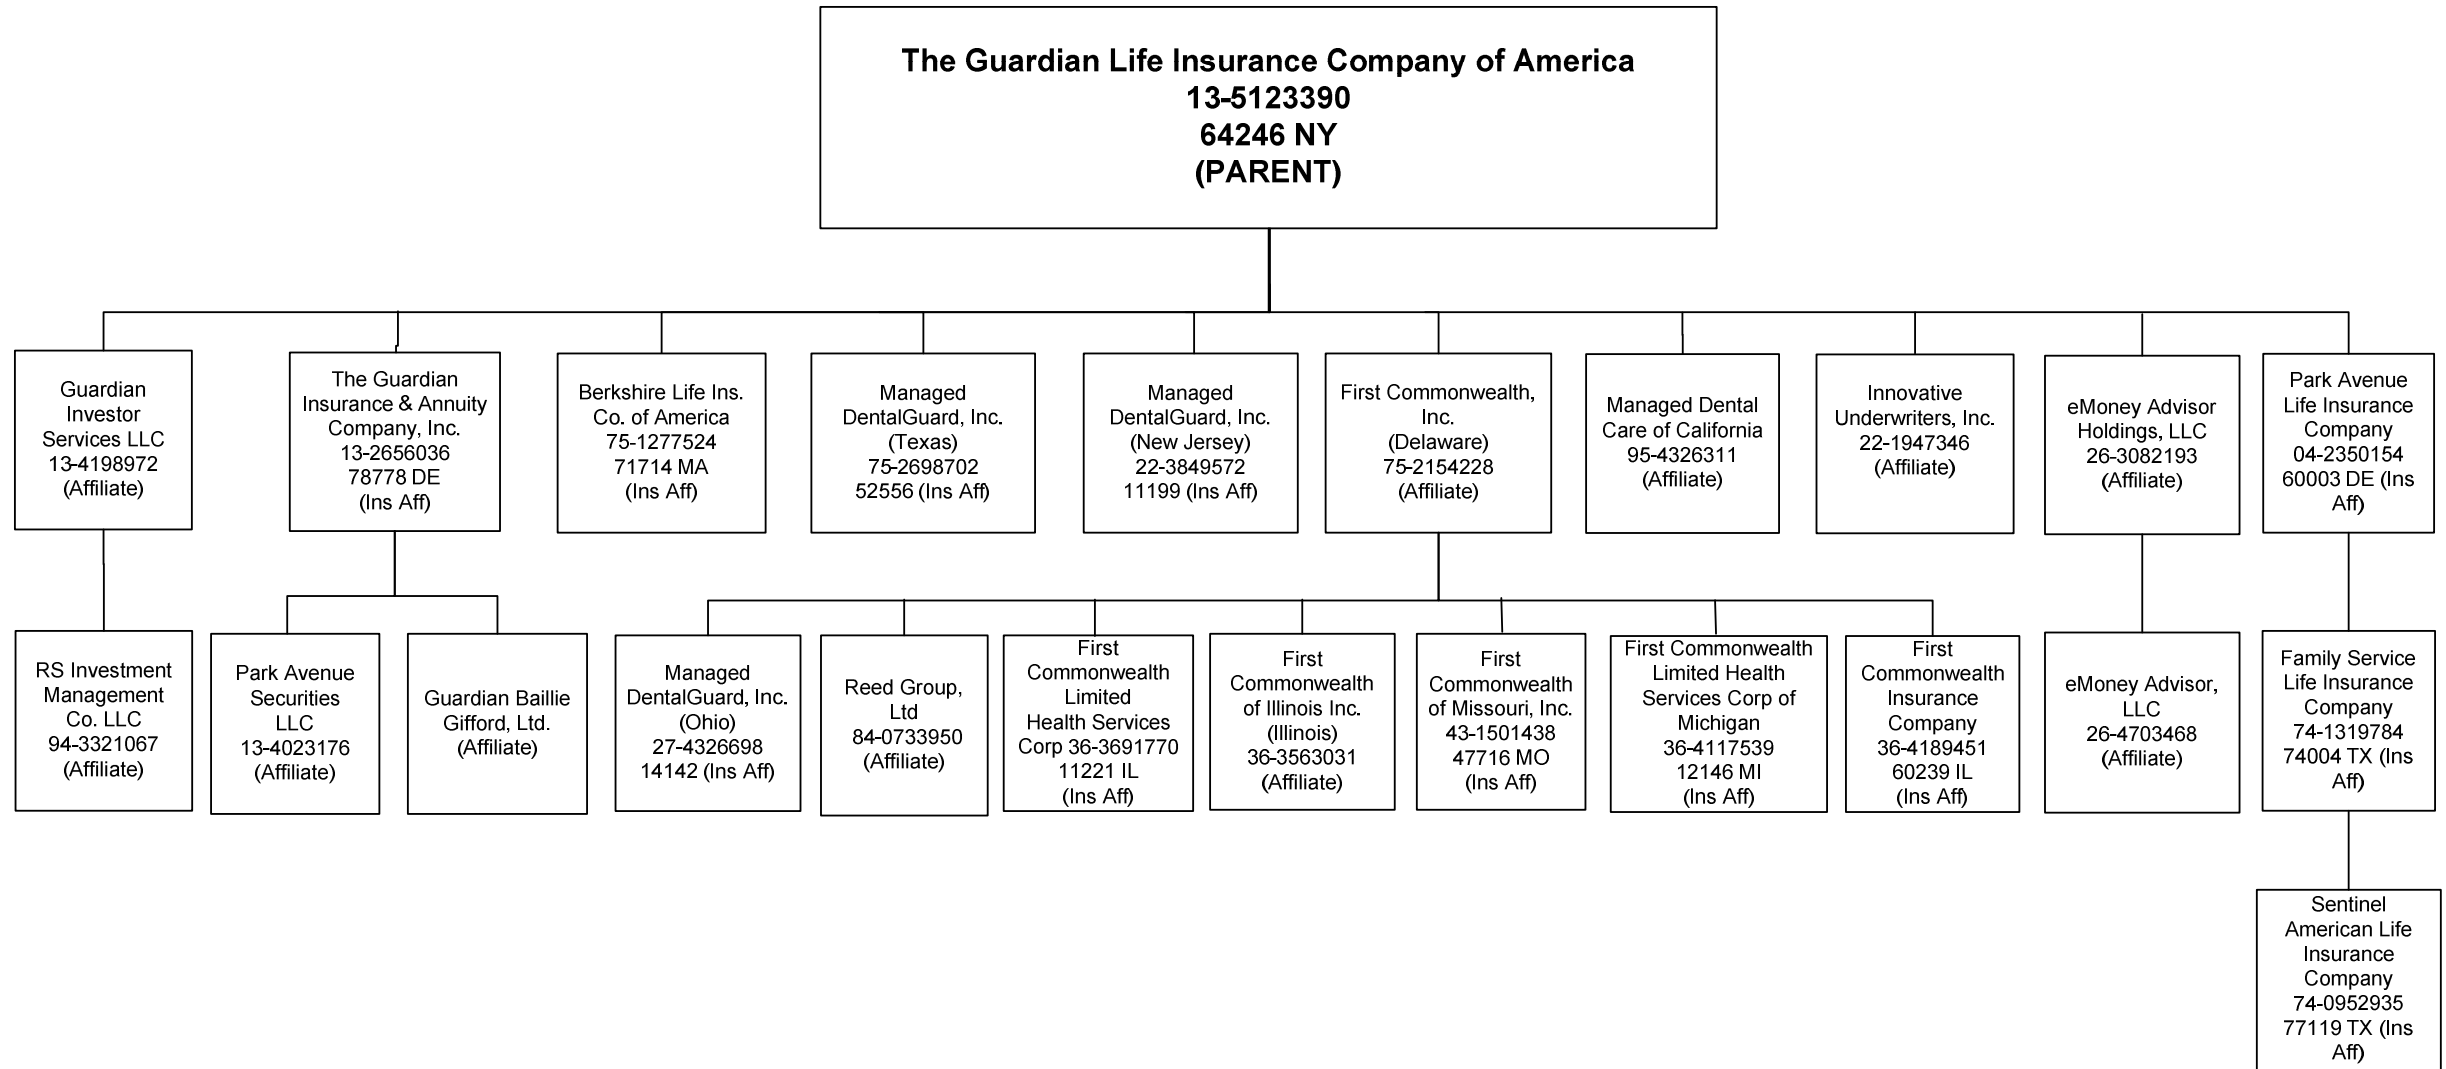 The Guardian Life Insurance Company of America
13-5123390
64246 NY
(PARENT)
Guardian
Investor
Services LLC
13-4198972
(Affiliate)
The Guardian
Insurance & Annuity
Company, Inc.
13-2656036
78778 DE
(Ins Aff)
Berkshire Life Ins.
Co. of America
75-1277524
71714 MA
(Ins Aff)
Managed
DentalGuard, Inc.
(Texas)
75-2698702
52556 (Ins Aff)
Managed
DentalGuard, Inc.
(New Jersey)
22-3849572
11199 (Ins Aff)
First Commonwealth,
Inc.
(Delaware)
75-2154228
(Affiliate)
Managed Dental
Care of California
95-4326311
(Affiliate)
Innovative
Underwriters, Inc.
22-1947346
(Affiliate)
eMoney Advisor
Holdings, LLC
26-3082193
(Affiliate)
Park Avenue
Life Insurance
Company
04-2350154
60003 DE (Ins
Aff)
RS Investment
Management
Co. LLC
94-3321067
(Affiliate)
Park Avenue
Securities
LLC
13-4023176
(Affiliate)
Guardian Baillie
Gifford, Ltd.
(Affiliate)
Managed
DentalGuard, Inc.
(Ohio)
27-4326698
14142 (Ins Aff)
Reed Group,
Ltd
84-0733950
(Affiliate)
First
Commonwealth
Limited
Health Services
Corp 36-3691770
11221 IL
(Ins Aff)
First
Commonwealth
of Illinois Inc.
(Illinois)
36-3563031
(Affiliate)
First
Commonwealth
of Missouri, Inc.
43-1501438
47716 MO
(Ins Aff)
First Commonwealth
Limited Health
Services Corp of
Michigan
36-4117539
12146 MI
(Ins Aff)
First
Commonwealth
Insurance
Company
36-4189451
60239 IL
(Ins Aff)
eMoney Advisor,
LLC
26-4703468
(Affiliate)
Family Service
Life Insurance
Company
74-1319784
74004 TX (Ins
Aff)
Sentinel
American Life
Insurance
Company
74-0952935
77119 TX (Ins
Aff)